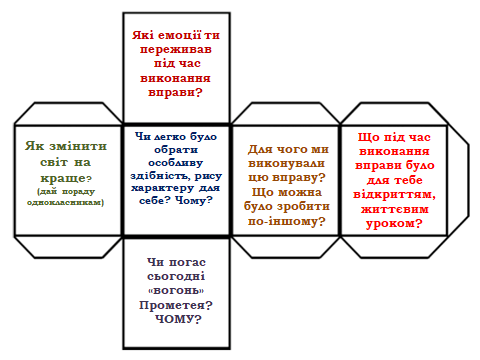 Які емоції ти
переживав
під час
виконання
вправи?
Як змінити
світ на
краще?
(дай пораду
однокласникам)
Чи легко було
обрати
особливу
здібність, рису
характеру для
себе? Чому?
Для чого ми
виконували
цю вправу?
Що можна
було зробити
по-іншому?
Що під час
виконання
вправи було
для тебе
відкриттям,
життєвим
уроком?
Чи погас
сьогодні
«вогонь»
Прометея?
ЧОМУ?